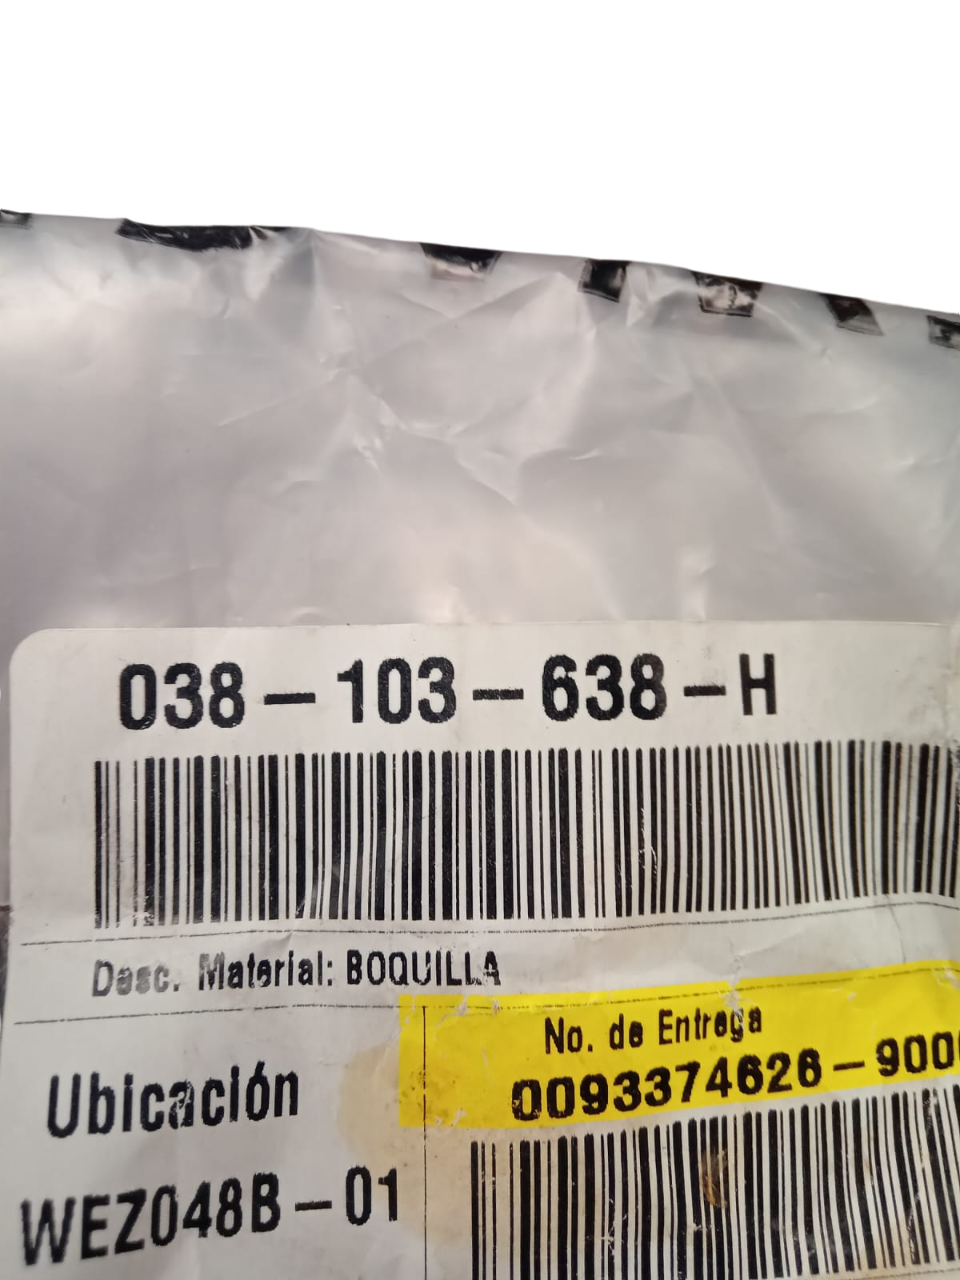 038-103-638-H
Desc. Material: BOQUILLA
No. de Entrega
0093374626-900
Ubicación
WEZ048B-01